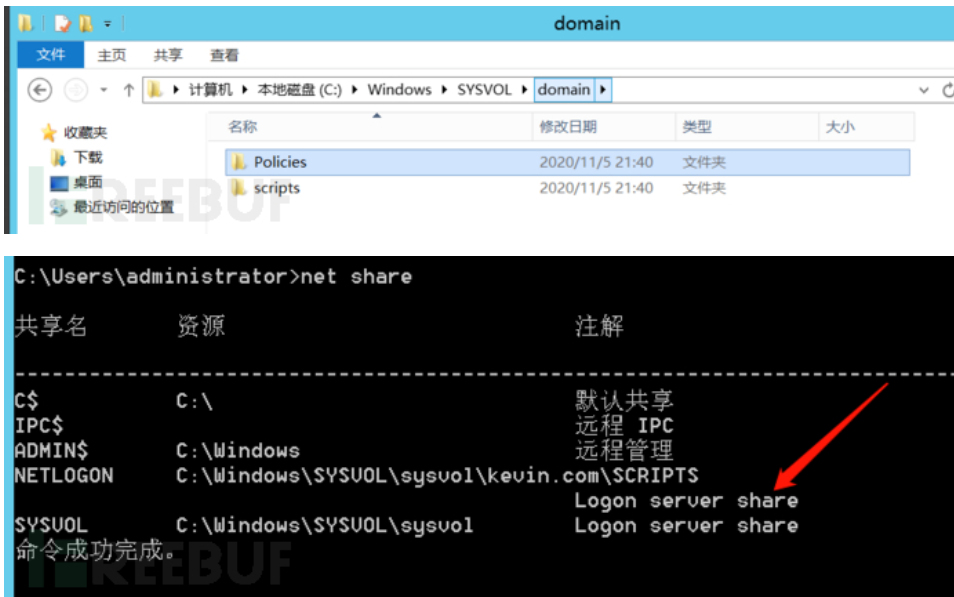 domain
文件 主页 共享 查看
计算机 本地磁盘 (C:) Windows SYSVOL domain
名称 修改日期 类型 大小
收藏夹
下载
桌面
最近访问的位置
Policies 2020/11/5 21:40 文件夹
scripts 2020/11/5 21:40 文件夹
REEBUF
C:\Users\administrator>net share
共享名 资源 注解
-------------------------------------------------------------------------------
C$ C:\ 默认共享
IPC$ 远程 IPC
ADMIN$ C:\Windows 远程管理
NETLOGON C:\Windows\SYSVOL\sysvol\kevin.com\SCRIPTS
Logon server share
SYSVOL C:\Windows\SYSVOL\sysvol Logon server share
命令成功完成。
REEBUF